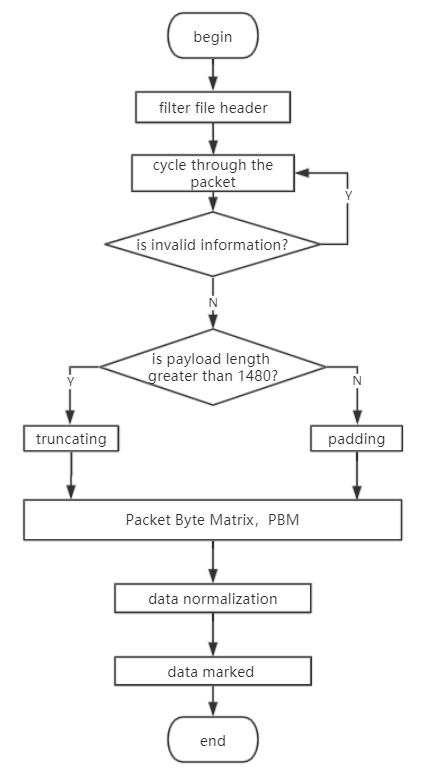 begin
filter file header
cycle through the
packet
Y
is invalid information?
N
is payload length
greater than 1480?
Y
N
truncating
padding
Packet Byte Matrix，PBM
data normalization
data marked
end